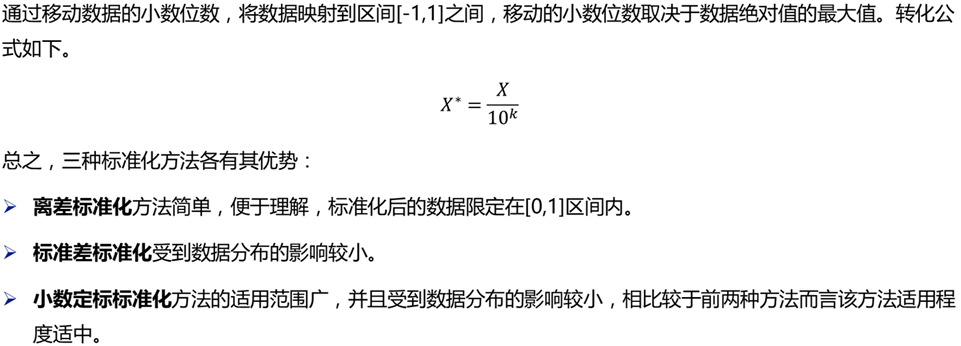 通过移动数据的小数位数，将数据映射到区间[-1,1]之间，移动的小数位数取决于数据绝对值的最大值。转化公
式如下。
X* = X / 10^k
总之，三种标准化方法各有其优势：
➢ 离差标准化方法简单，便于理解，标准化后的数据限定在[0,1]区间内。
➢ 标准差标准化受到数据分布的影响较小。
➢ 小数定标标准化方法的适用范围广，并且受到数据分布的影响较小，相比较于前两种方法而言该方法适用程
度适中。